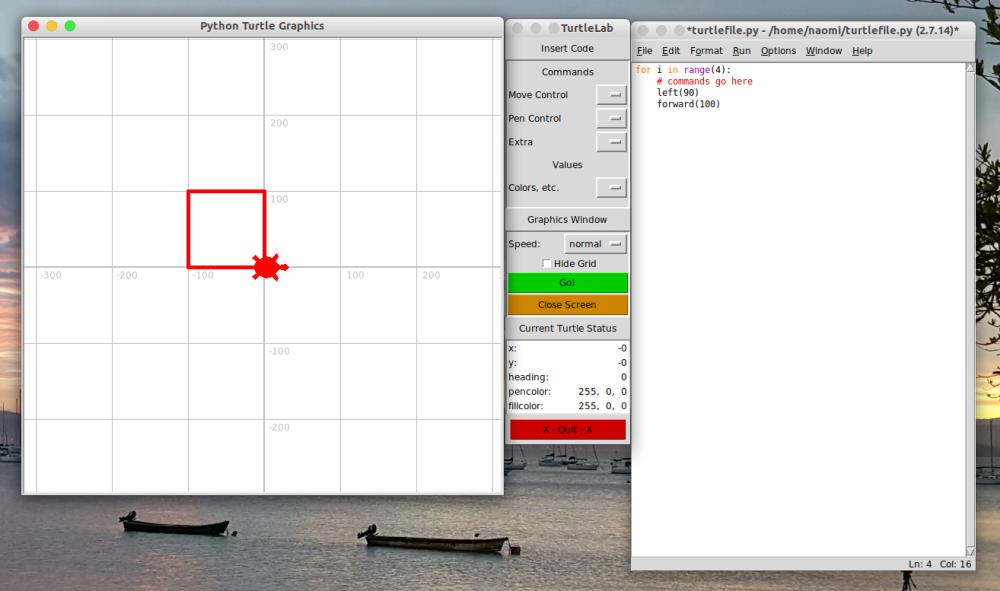 Python Turtle Graphics
300
200
100
-300
-200
-100
100
200
-100
-200
TurtleLab
Insert Code
Commands
Move Control
Pen Control
Extra
Values
Colors, etc.
Graphics Window
Speed: normal
Hide Grid
Go!
Close Screen
Current Turtle Status
x: -0
y: -0
heading: 0
pencolor: 255, 0, 0
fillcolor: 255, 0, 0
X - Quit - X
*turtlefile.py - /home/naomi/turtlefile.py (2.7.14)*
File Edit Format Run Options Window Help
for i in range(4):
    # commands go here
    left(90)
    forward(100)
Ln: 4 Col: 16